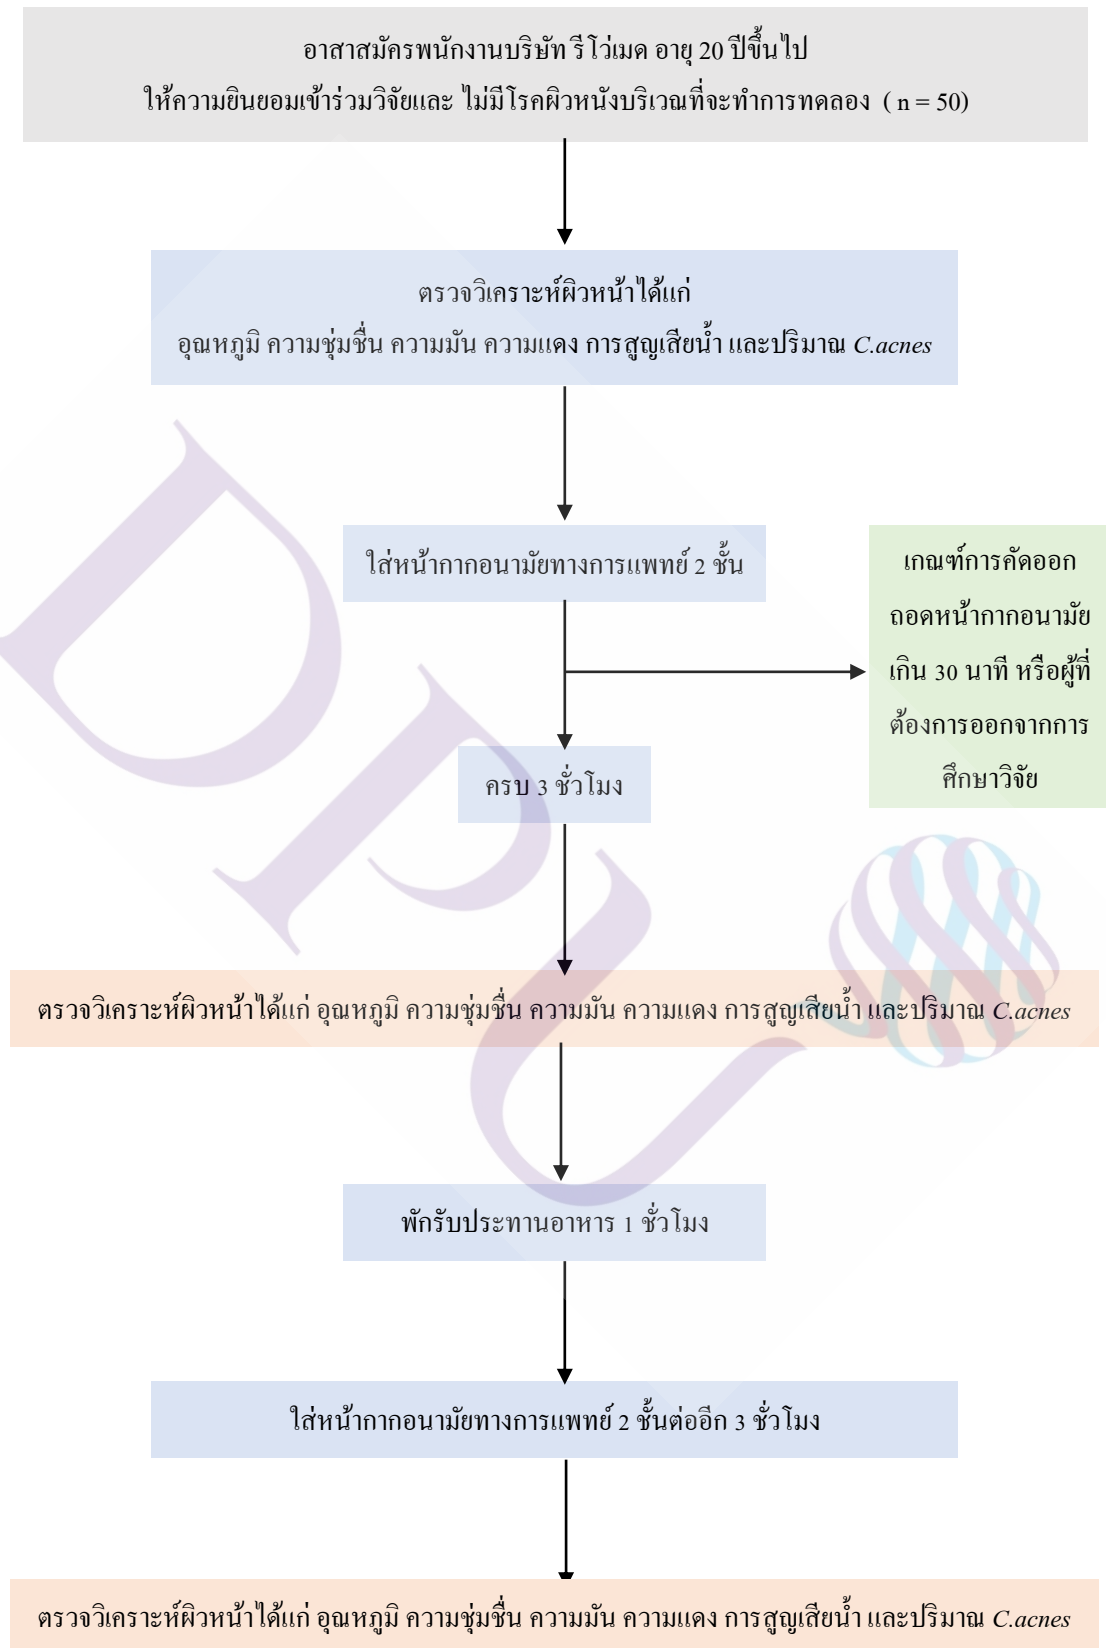 อาสาสมัครพนักงานบริษัท รีโว่เมด อายุ 20 ปีขึ้นไป
ให้ความยินยอมเข้าร่วมวิจัยและ ไม่มีโรคผิวหนังบริเวณที่จะทำการทดลอง ( n = 50)
ตรวจวิเคราะห์ผิวหน้าได้แก่
อุณหภูมิ ความชุ่มชื่น ความมัน ความแดง การสูญเสียน้ำ และปริมาณ C.acnes
ใส่หน้ากากอนามัยทางการแพทย์ 2 ชั้น
เกณฑ์การคัดออก
ถอดหน้ากากอนามัย
เกิน 30 นาที หรือผู้ที่
ต้องการออกจากการ
ศึกษาวิจัย
ครบ 3 ชั่วโมง
ตรวจวิเคราะห์ผิวหน้าได้แก่ อุณหภูมิ ความชุ่มชื่น ความมัน ความแดง การสูญเสียน้ำ และปริมาณ C.acnes
พักรับประทานอาหาร 1 ชั่วโมง
ใส่หน้ากากอนามัยทางการแพทย์ 2 ชั้นต่ออีก 3 ชั่วโมง
ตรวจวิเคราะห์ผิวหน้าได้แก่ อุณหภูมิ ความชุ่มชื่น ความมัน ความแดง การสูญเสียน้ำ และปริมาณ C.acnes
DPU